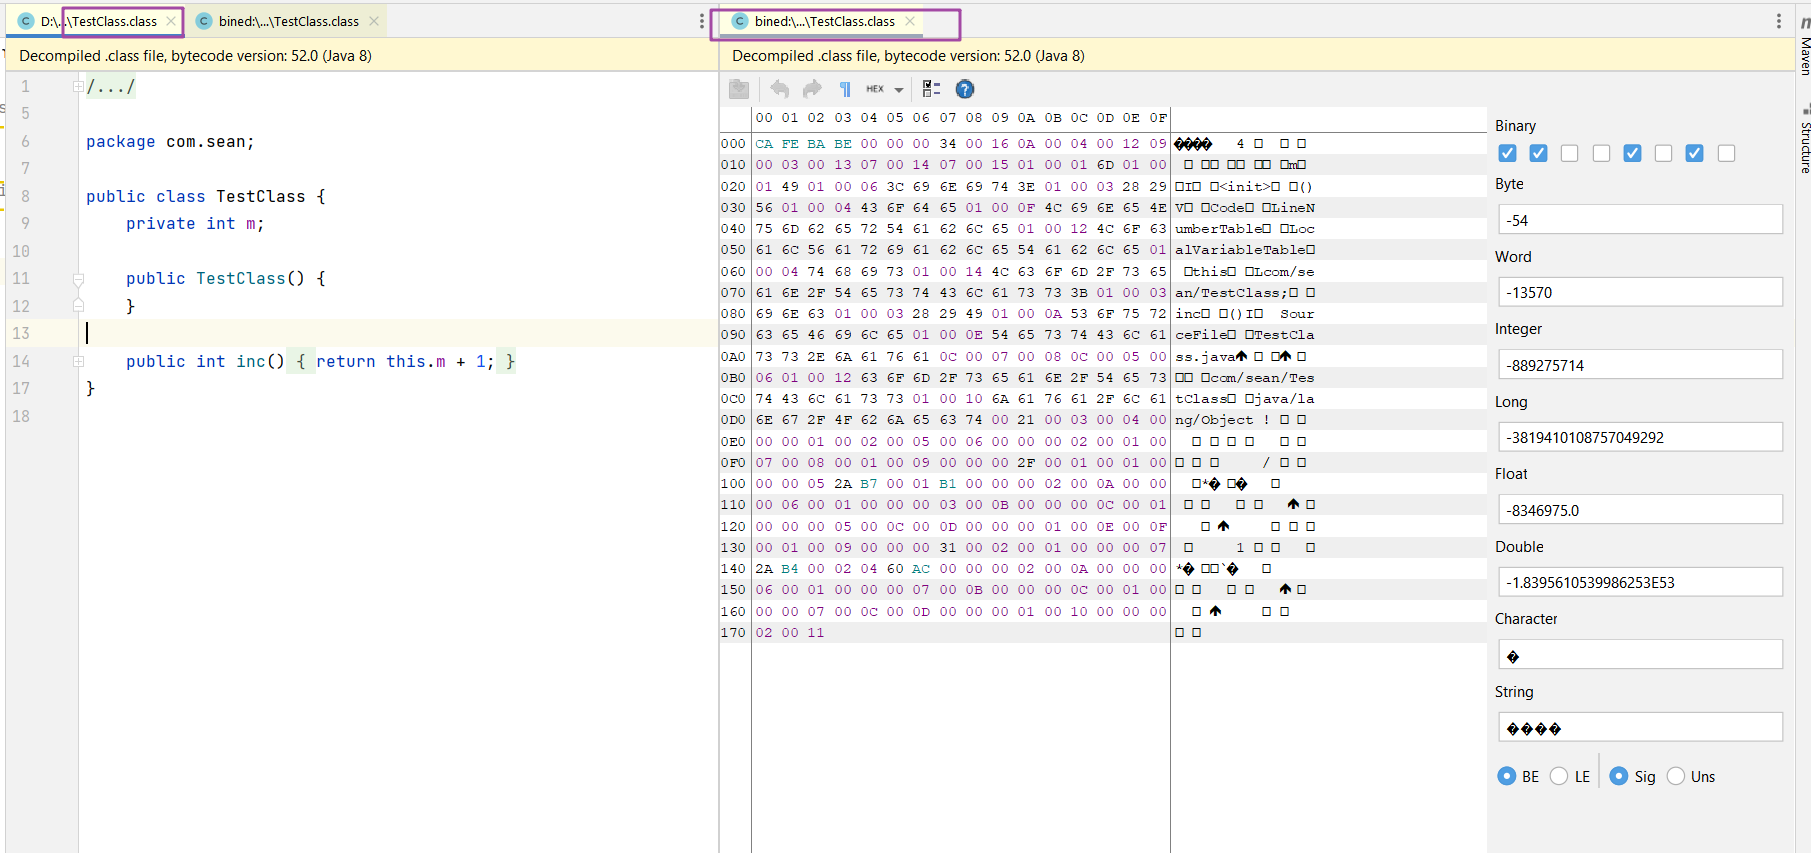 D:\...\TestClass.class
bined:\...\TestClass.class
bined:\...\TestClass.class
Decompiled .class file, bytecode version: 52.0 (Java 8)
Decompiled .class file, bytecode version: 52.0 (Java 8)
1 /.../
5
6 package com.sean;
7
8 public class TestClass {
9 private int m;
10
11 public TestClass() {
12 }
13
14 public int inc() { return this.m + 1; }
17 }
18
HEX
00 01 02 03 04 05 06 07 08 09 0A 0B 0C 0D 0E 0F
000 CA FE BA BE 00 00 00 34 00 16 0A 00 04 00 12 09 4
010 00 03 00 13 07 00 14 07 00 15 01 00 01 6D 01 00 m
020 01 49 01 00 06 3C 69 6E 69 74 3E 01 00 03 28 29 I <init> ()
030 56 01 00 04 43 6F 64 65 01 00 0F 4C 69 6E 65 4E V Code LineN
040 75 6D 62 65 72 54 61 62 6C 65 01 00 12 4C 6F 63 umberTable Loc
050 61 6C 56 61 72 69 61 62 6C 65 54 61 62 6C 65 01 alVariableTable
060 00 04 74 68 69 73 01 00 14 4C 63 6F 6D 2F 73 65 this Lcom/se
070 61 6E 2F 54 65 73 74 43 6C 61 73 73 3B 01 00 03 an/TestClass;
080 69 6E 63 01 00 03 28 29 49 01 00 0A 53 6F 75 72 inc ()I Sour
090 63 65 46 69 6C 65 01 00 0E 54 65 73 74 43 6C 61 ceFile TestCla
0A0 73 73 2E 6A 61 76 61 0C 00 07 00 08 0C 00 05 00 ss.java
0B0 06 01 00 12 63 6F 6D 2F 73 65 61 6E 2F 54 65 73 com/sean/Tes
0C0 74 43 6C 61 73 73 01 00 10 6A 61 76 61 2F 6C 61 tClass java/la
0D0 6E 67 2F 4F 62 6A 65 63 74 00 21 00 03 00 04 00 ng/Object !
0E0 00 00 01 00 02 00 05 00 06 00 00 00 02 00 01 00
0F0 07 00 08 00 01 00 09 00 00 00 2F 00 01 00 01 00 /
100 00 00 05 2A B7 00 01 B1 00 00 00 02 00 0A 00 00 *
110 00 06 00 01 00 00 00 03 00 0B 00 00 00 0C 00 01
120 00 00 00 05 00 0C 00 0D 00 00 00 01 00 0E 00 0F
130 00 01 00 09 00 00 00 31 00 02 00 01 00 00 00 07 1
140 2A B4 00 02 04 60 AC 00 00 00 02 00 0A 00 00 00 * `
150 06 00 01 00 00 00 07 00 0B 00 00 00 0C 00 01 00
160 00 00 07 00 0C 00 0D 00 00 00 01 00 10 00 00 00
170 02 00 11
Binary
Byte
-54
Word
-13570
Integer
-889275714
Long
-3819410108757049292
Float
-8346975.0
Double
-1.8395610539986253E53
Character
�
String
����
BE LE Sig Uns
Maven
Structure